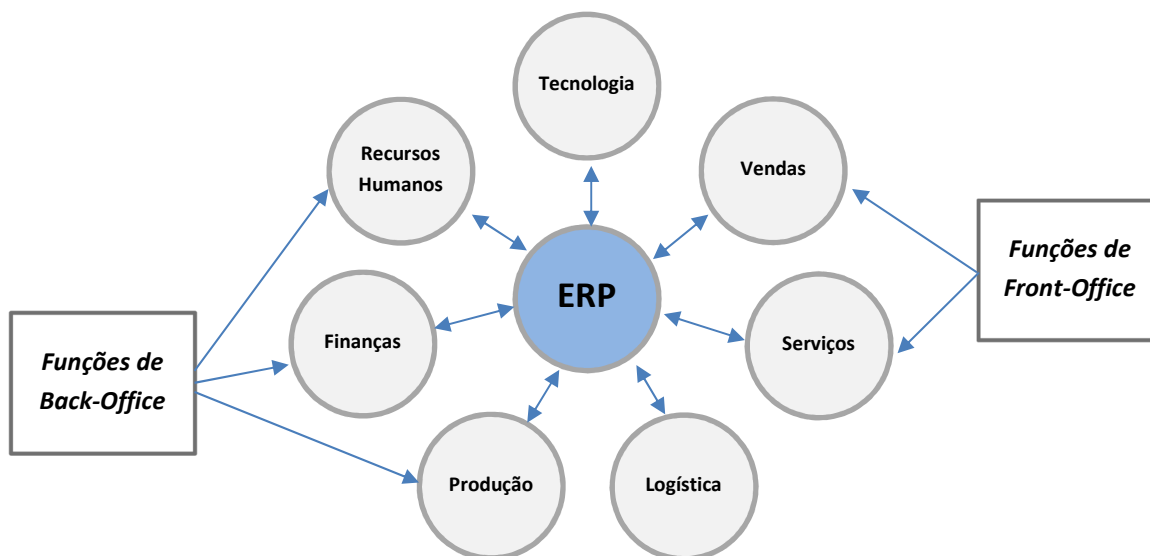 Tecnologia
Recursos
Humanos
Vendas
Funções de
Front-Office
ERP
Funções de
Back-Office
Finanças
Serviços
Produção
Logística